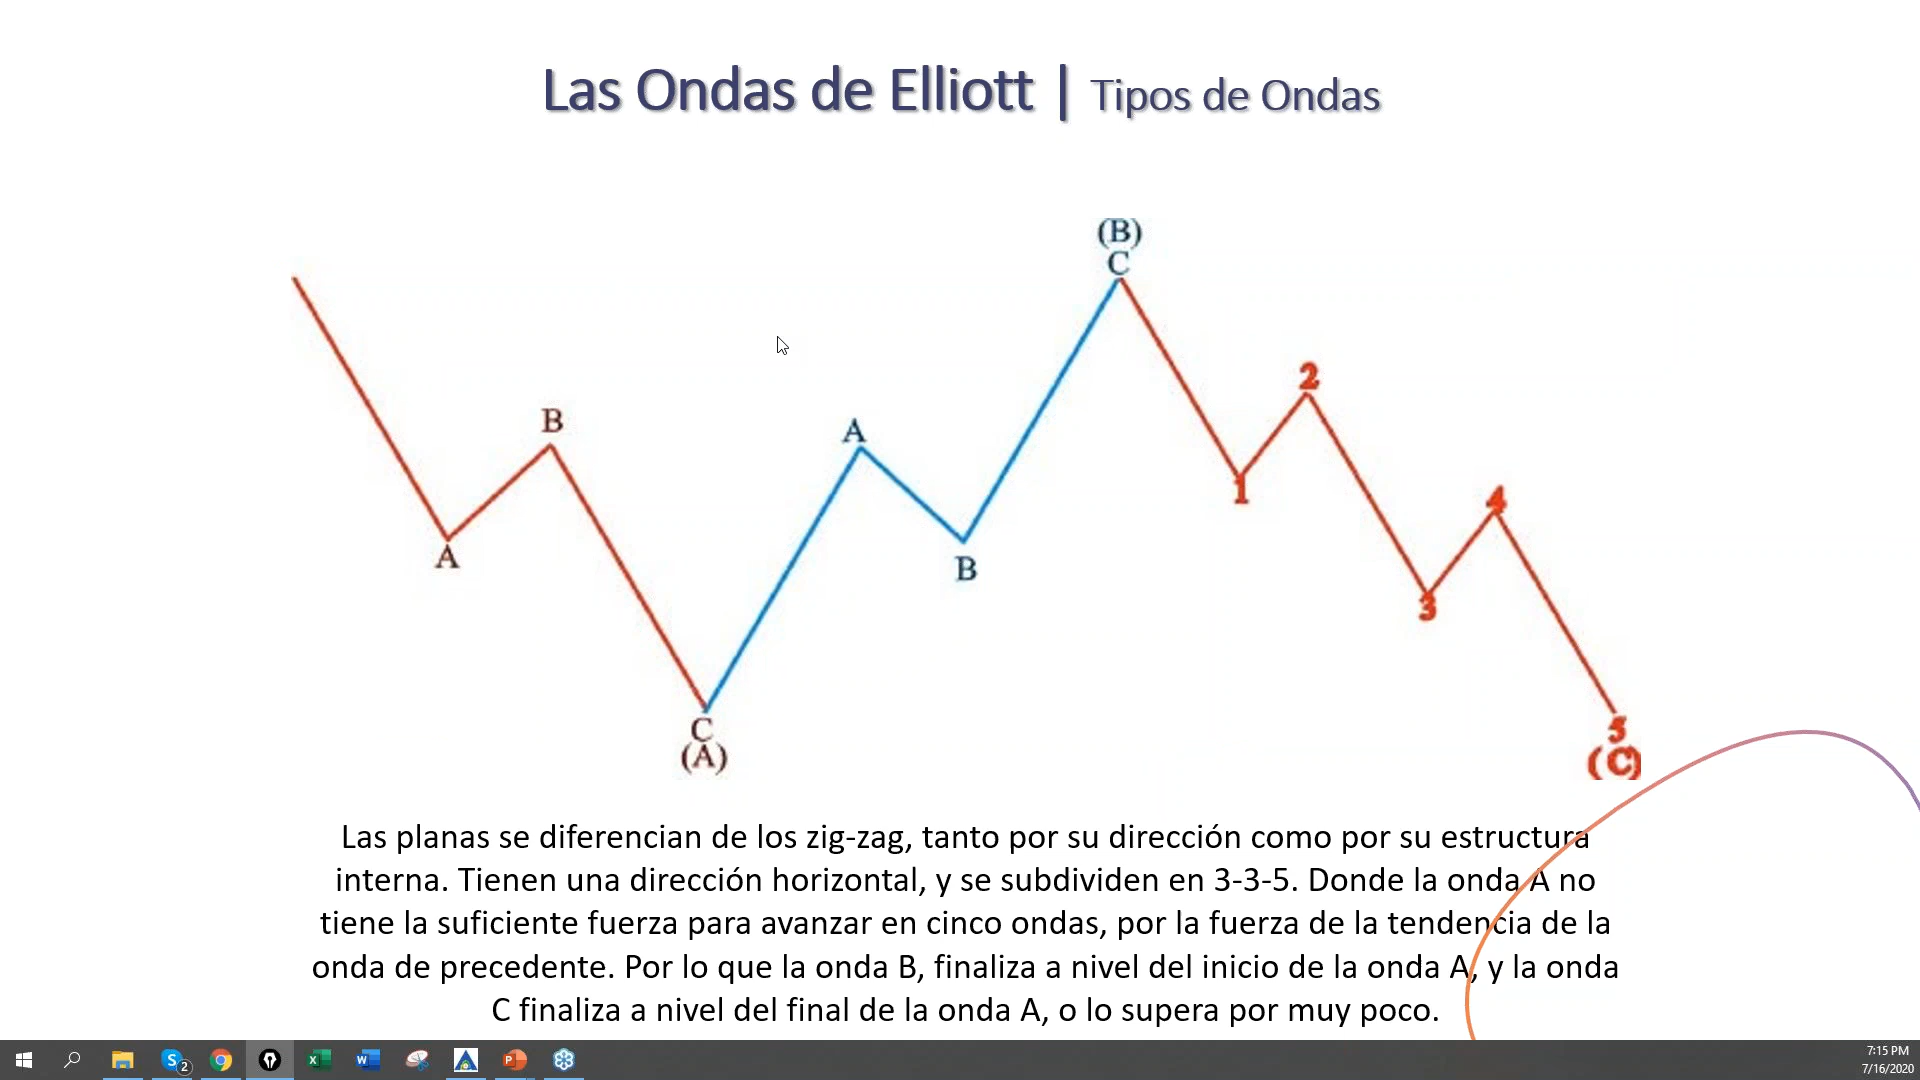 Las Ondas de Elliott | Tipos de Ondas
(B)
C
2
B
A
4
1
A
B
3
C
(A)
5
(C)
Las planas se diferencian de los zig-zag, tanto por su dirección como por su estructura
interna. Tienen una dirección horizontal, y se subdividen en 3-3-5. Donde la onda A no
tiene la suficiente fuerza para avanzar en cinco ondas, por la fuerza de la tendencia de la
onda de precedente. Por lo que la onda B, finaliza a nivel del inicio de la onda A, y la onda
C finaliza a nivel del final de la onda A, o lo supera por muy poco.
S 2
X
W
P
7:15 PM
7/16/2020